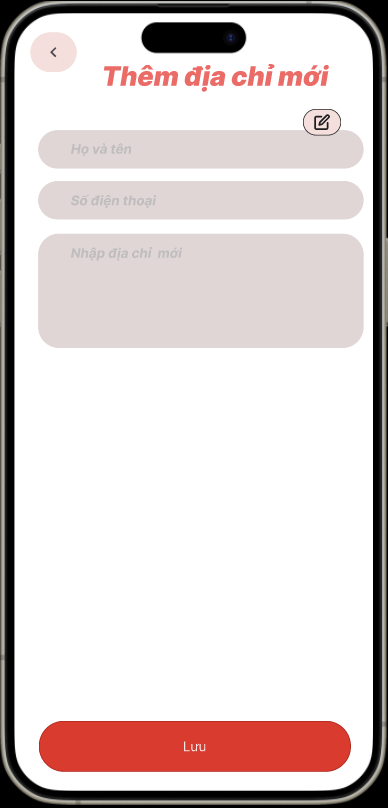 Thêm địa chỉ mới
Họ và tên
Số điện thoại
Nhập địa chỉ mới
Lưu